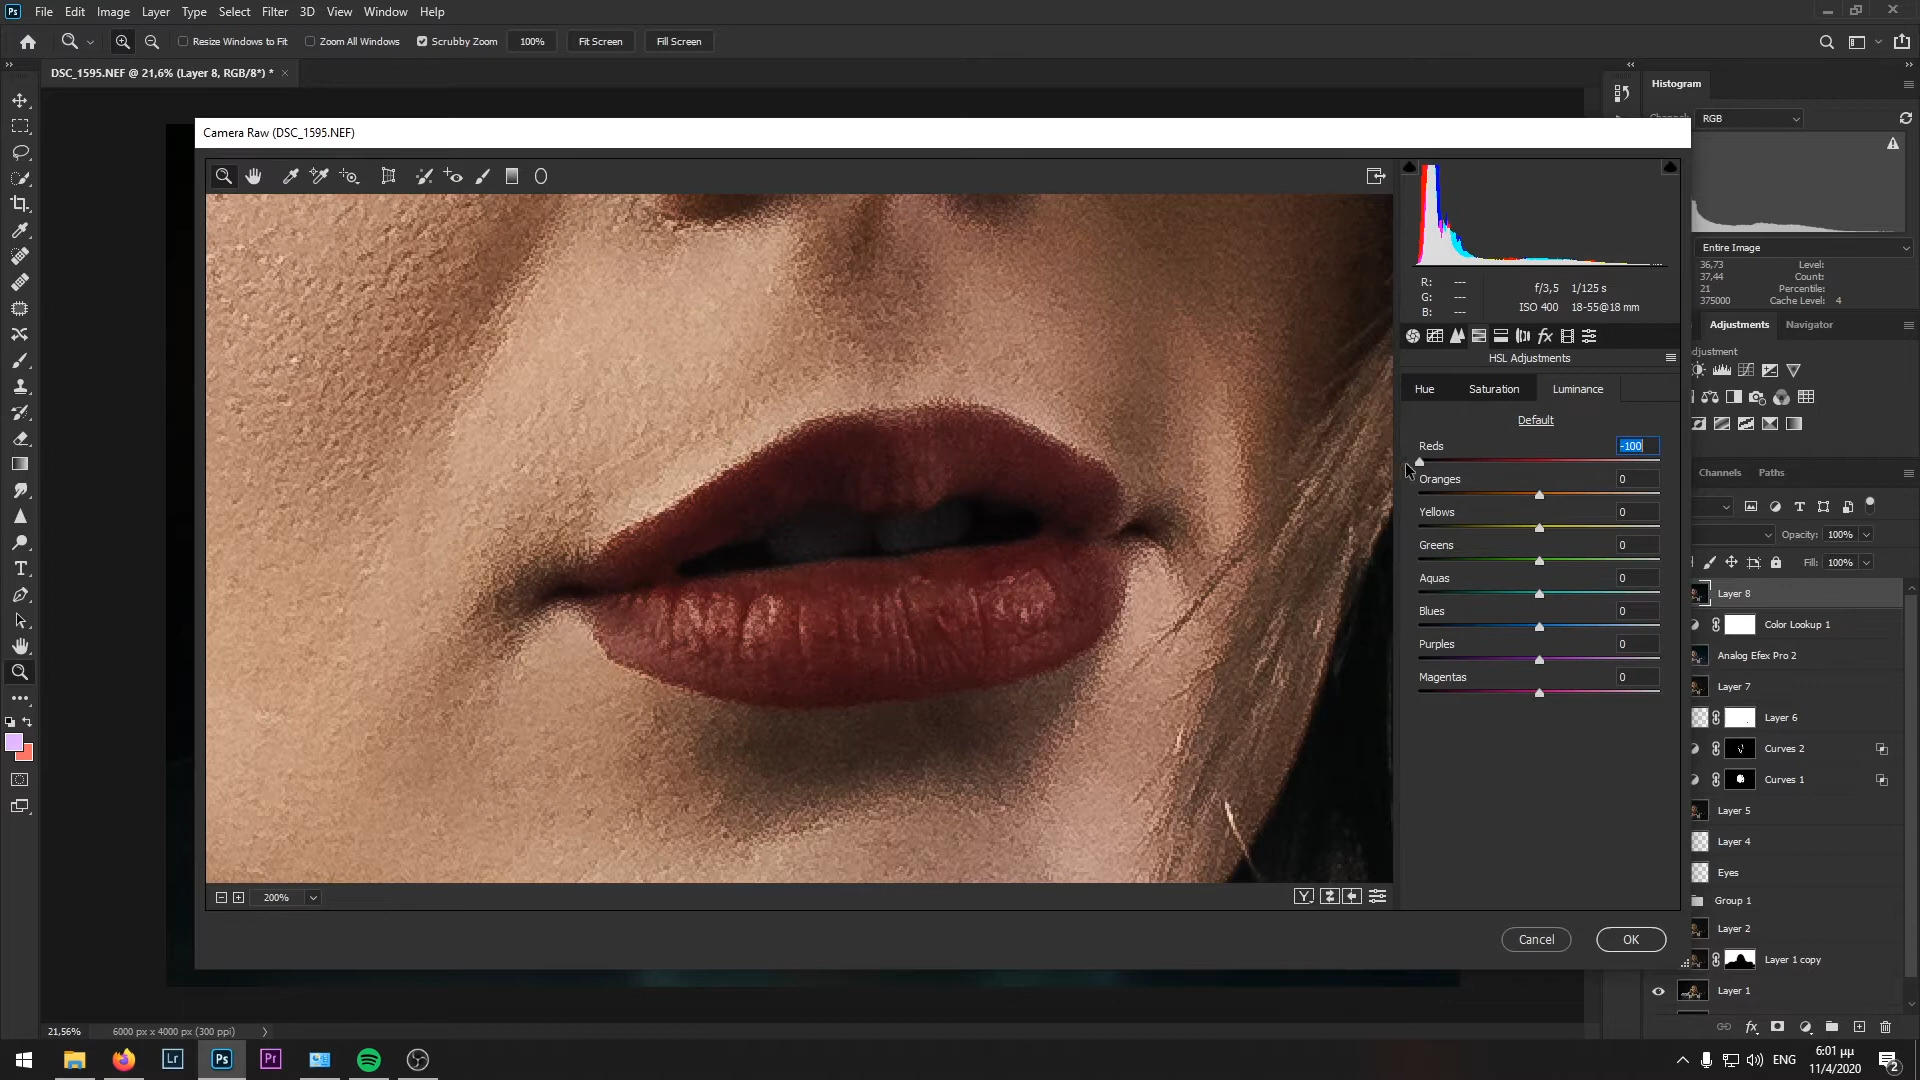 Ps File Edit Image Layer Type Select Filter 3D View Window Help
Resize Windows to Fit Zoom All Windows Scrubby Zoom 100% Fit Screen Fill Screen
DSC_1595.NEF @ 21,6% (Layer 8, RGB/8*) * ×
Histogram
RGB
Camera Raw (DSC_1595.NEF)
Entire Image
36,73 Level:
37,44 Count:
21 Percentile:
375000 Cache Level: 4
R: ---
G: ---
B: ---
f/3,5 1/125 s
ISO 400 18-55@18 mm
Adjustments Navigator
HSL Adjustments
Hue Saturation Luminance
Default
Reds -100
Oranges 0
Yellows 0
Greens 0
Aquas 0
Blues 0
Purples 0
Magentas 0
Channels Paths
Opacity: 100%
Fill: 100%
Layer 8
Color Lookup 1
Analog Efex Pro 2
Layer 7
Layer 6
Curves 2
Curves 1
Layer 5
Layer 4
Eyes
Group 1
Layer 2
Layer 1 copy
Layer 1
200%
Y
Cancel OK
21,56% 6000 px x 4000 px (300 ppi)
fx
Lr Ps Pr
ENG
6:01 μμ
11/4/2020
2